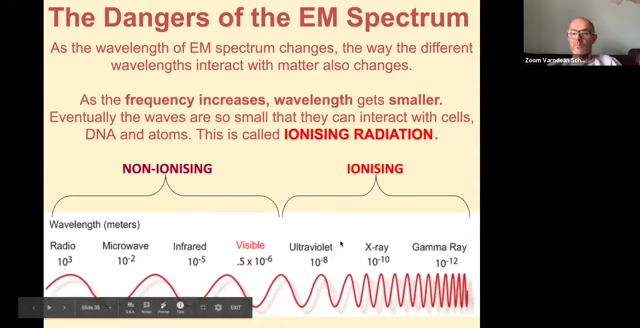 The Dangers of the EM Spectrum
As the wavelength of EM spectrum changes, the way the different
wavelengths interact with matter also changes.
As the frequency increases, wavelength gets smaller.
Eventually the waves are so small that they can interact with cells,
DNA and atoms. This is called IONISING RADIATION.
NON-IONISING IONISING
Wavelength (meters)
Radio Microwave Infrared Visible Ultraviolet X-ray Gamma Ray
10³ 10⁻² 10⁻⁵ .5 x 10⁻⁶ 10⁻⁸ 10⁻¹⁰ 10⁻¹²
Slide 35
Q&A Notes Pointer Tips
EXIT
Zoom Varndean Sch...